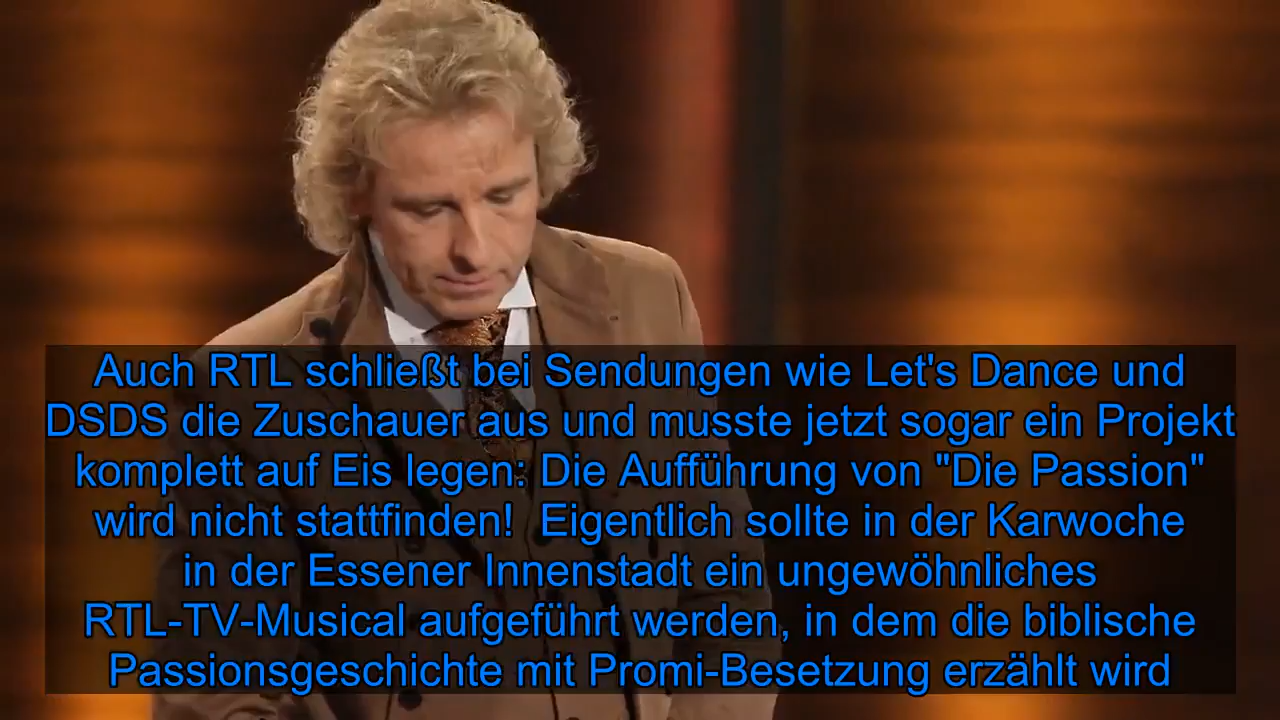 Auch RTL schließt bei Sendungen wie Let's Dance und
DSDS die Zuschauer aus und musste jetzt sogar ein Projekt
komplett auf Eis legen: Die Aufführung von "Die Passion"
wird nicht stattfinden!  Eigentlich sollte in der Karwoche
in der Essener Innenstadt ein ungewöhnliches
RTL-TV-Musical aufgeführt werden, in dem die biblische
Passionsgeschichte mit Promi-Besetzung erzählt wird